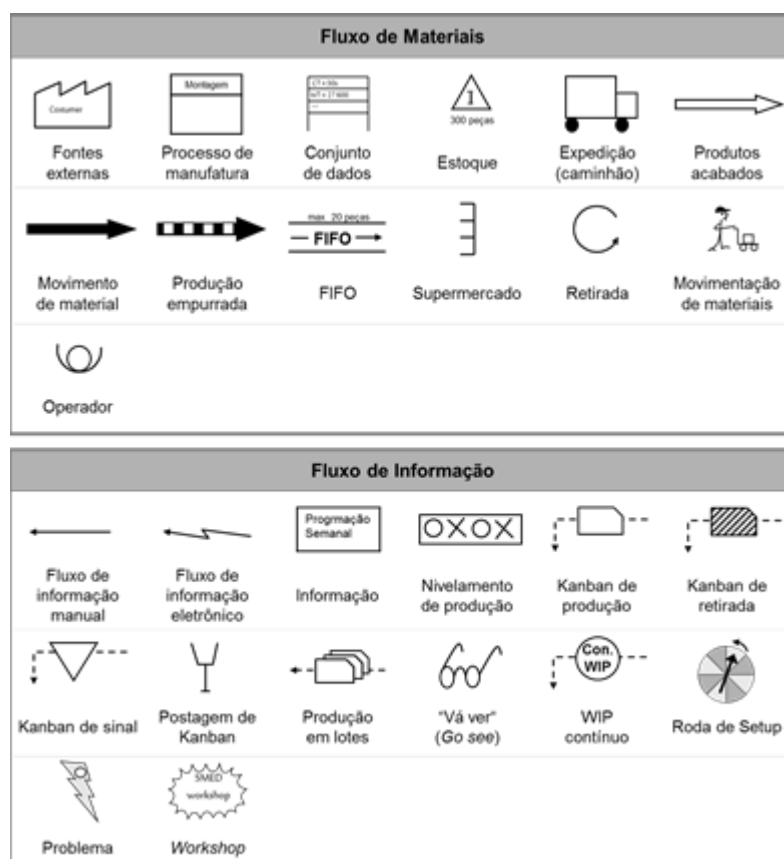 Fluxo de Materiais
Costumer
Montagem
1
300 peças
Fontes
externas
Processo de
manufatura
Conjunto
de dados
Estoque
Expedição
(caminhão)
Produtos
acabados
max. 20 peças
FIFO
Movimento
de material
Produção
empurrada
FIFO
Supermercado
Retirada
Movimentação
de materiais
Operador
Fluxo de Informação
Progrmação
Semanal
OXOX
Fluxo de
informação
manual
Fluxo de
informação
eletrônico
Informação
Nivelamento
de produção
Kanban de
produção
Kanban de
retirada
Con.
WIP
Kanban de sinal
Postagem de
Kanban
Produção
em lotes
"Vá ver"
(Go see)
WIP
contínuo
Roda de Setup
SMED
workshop
Problema
Workshop